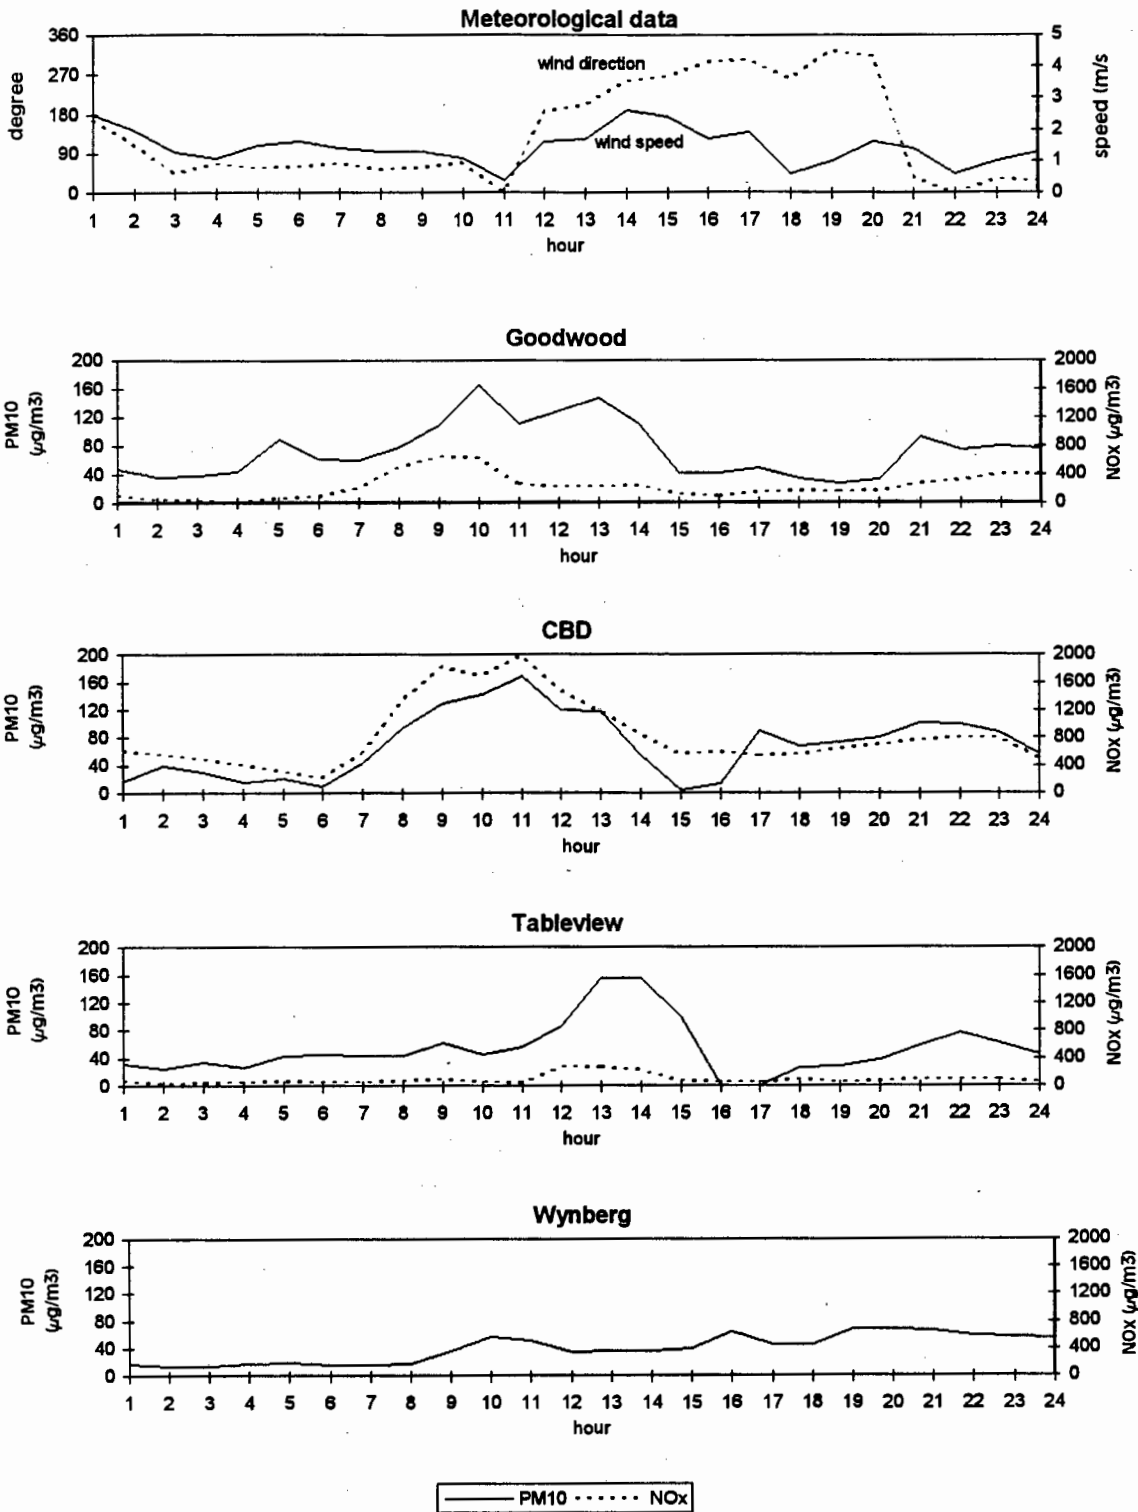 Meteorological data
360
270
180
90
0
degree
5
4
3
2
1
0
speed (m/s
wind direction
wind speed
1 2 3 4 5 6 7 8 9 10 11 12 13 14 15 16 17 18 19 20 21 22 23 24
hour
Goodwood
200
160
120
80
40
0
PM10
(μg/m3)
2000
1600
1200
800
400
0
NOx (μg/m3)
1 2 3 4 5 6 7 8 9 10 11 12 13 14 15 16 17 18 19 20 21 22 23 24
hour
CBD
200
160
120
80
40
0
PM10
(μg/m3)
2000
1600
1200
800
400
0
NOx (μg/m3)
1 2 3 4 5 6 7 8 9 10 11 12 13 14 15 16 17 18 19 20 21 22 23 24
hour
Tableview
200
160
120
80
40
0
PM10
(μg/m3)
2000
1600
1200
800
400
0
NOx (μg/m3)
1 2 3 4 5 6 7 8 9 10 11 12 13 14 15 16 17 18 19 20 21 22 23 24
hour
Wynberg
200
160
120
80
40
0
PM10
(μg/m3)
2000
1600
1200
800
400
0
NOx (μg/m3)
1 2 3 4 5 6 7 8 9 10 11 12 13 14 15 16 17 18 19 20 21 22 23 24
hour
PM10 NOx